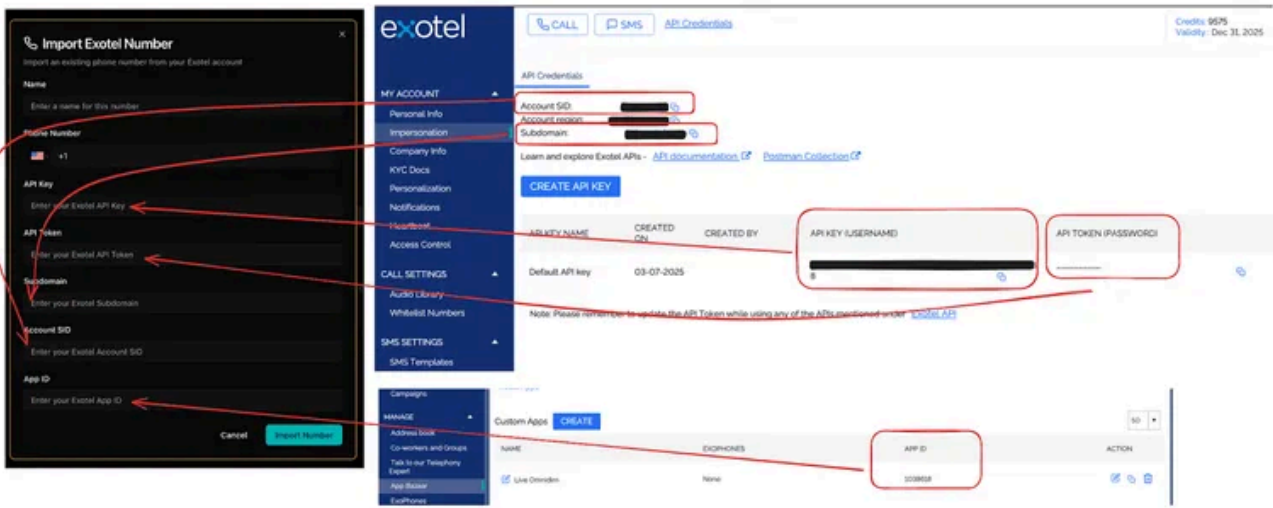 Import Exotel Number
×
Import an existing phone number from your Exotel account
Name
Enter a name for this number
Phone Number
+1
API Key
Enter your Exotel API Key
API Token
Enter your Exotel API Token
Subdomain
Enter your Exotel Subdomain
Account SID
Enter your Exotel Account SID
App ID
Enter your Exotel App ID
Cancel
Import Number
exotel
CALL
SMS
API Credentials
Credits: 9575
Validity: Dec 31, 2025
MY ACCOUNT
Personal Info
Impersonation
Company Info
KYC Docs
Personalization
Notifications
Heartbeat
Access Control
CALL SETTINGS
Audio Library
Whitelist Numbers
SMS SETTINGS
SMS Templates
API Credentials
Account SID:
Account region:
Subdomain:
Learn and explore Exotel APIs - API documentation Postman Collection
CREATE API KEY
API KEY NAME
CREATED ON
CREATED BY
API KEY (USERNAME)
API TOKEN (PASSWORD)
Default API key
03-07-2025
Note: Please remember to update the API Token while using any of the APIs mentioned under Exotel API
Campaigns
MANAGE
Address book
Co-workers and Groups
Talk to our Telephony
Expert
App Bazaar
ExoPhones
Custom Apps
CREATE
50
NAME
EXOPHONES
APP ID
ACTION
Live Omnidim
None